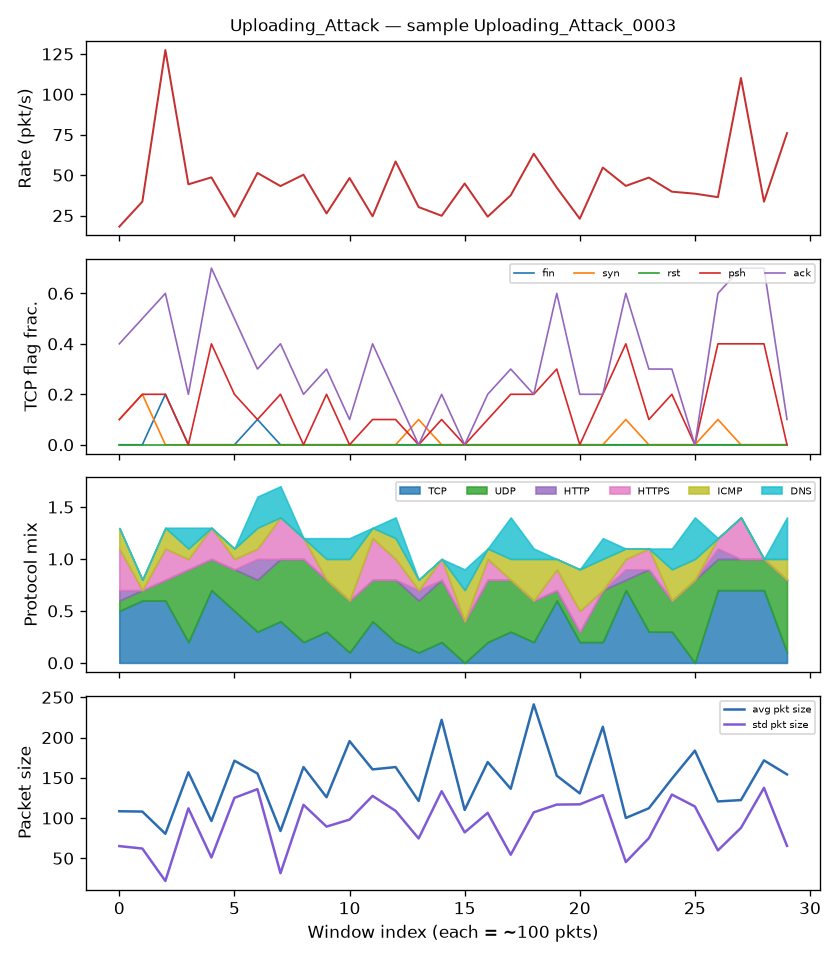 Uploading_Attack — sample Uploading_Attack_0003
Rate (pkt/s)
125
100
75
50
25
TCP flag frac.
0.6
0.4
0.2
0.0
fin syn rst psh ack
Protocol mix
1.5
1.0
0.5
0.0
TCP UDP HTTP HTTPS ICMP DNS
Packet size
250
200
150
100
50
avg pkt size
std pkt size
0 5 10 15 20 25 30
Window index (each = ~100 pkts)